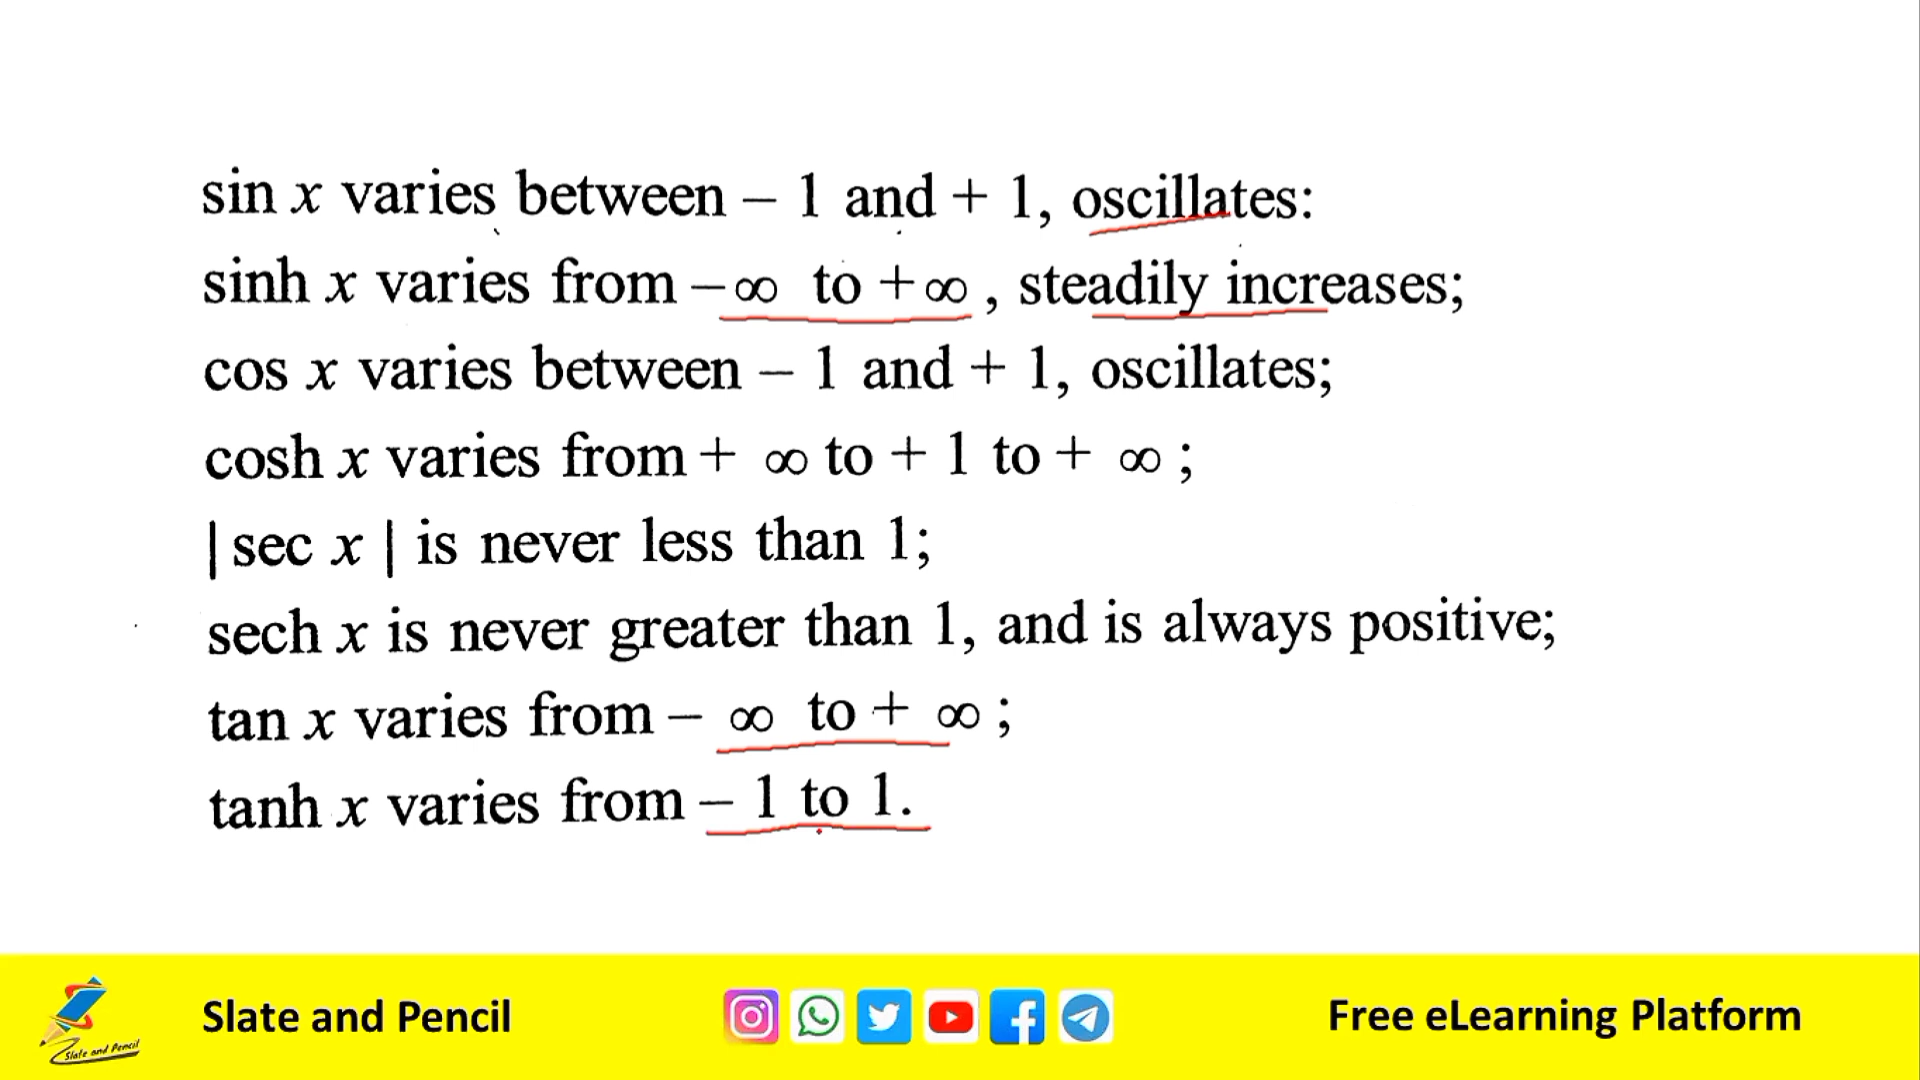 sin x varies between – 1 and + 1, oscillates:
sinh x varies from –∞ to +∞ , steadily increases;
cos x varies between – 1 and + 1, oscillates;
cosh x varies from + ∞ to + 1 to + ∞ ;
| sec x | is never less than 1;
sech x is never greater than 1, and is always positive;
tan x varies from – ∞ to + ∞ ;
tanh x varies from – 1 to 1.
Slate and Pencil
Slate and Pencil
Free eLearning Platform